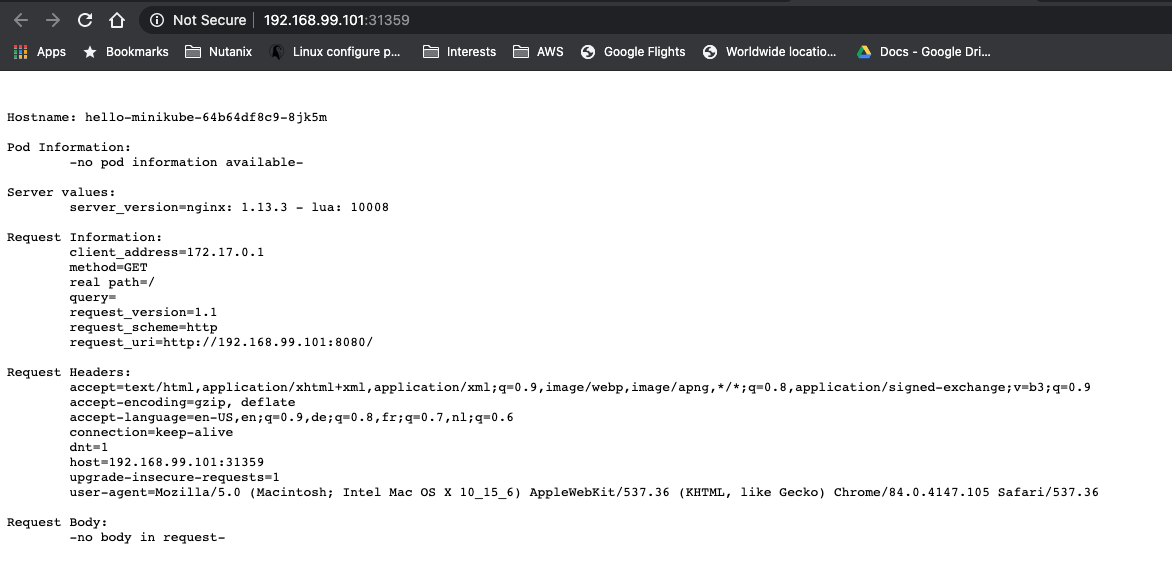 Not Secure | 192.168.99.101:31359
Apps Bookmarks Nutanix Linux configure p... Interests AWS Google Flights Worldwide locatio... Docs - Google Dri...
Hostname: hello-minikube-64b64df8c9-8jk5m
Pod Information:
-no pod information available-
Server values:
server_version=nginx: 1.13.3 - lua: 10008
Request Information:
client_address=172.17.0.1
method=GET
real path=/
query=
request_version=1.1
request_scheme=http
request_uri=http://192.168.99.101:8080/
Request Headers:
accept=text/html,application/xhtml+xml,application/xml;q=0.9,image/webp,image/apng,*/*;q=0.8,application/signed-exchange;v=b3;q=0.9
accept-encoding=gzip, deflate
accept-language=en-US,en;q=0.9,de;q=0.8,fr;q=0.7,nl;q=0.6
connection=keep-alive
dnt=1
host=192.168.99.101:31359
upgrade-insecure-requests=1
user-agent=Mozilla/5.0 (Macintosh; Intel Mac OS X 10_15_6) AppleWebKit/537.36 (KHTML, like Gecko) Chrome/84.0.4147.105 Safari/537.36
Request Body:
-no body in request-